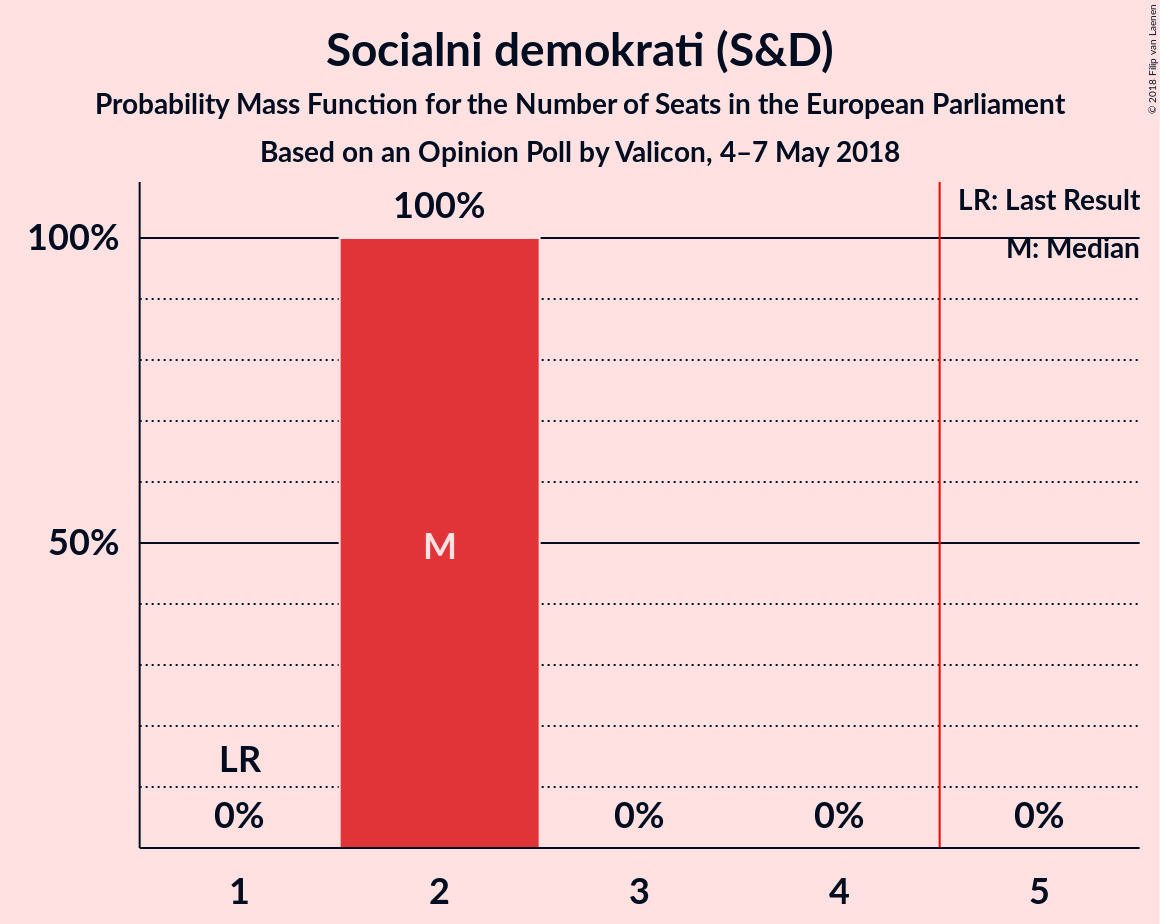 Socialni demokrati (S&D)
Probability Mass Function for the Number of Seats in the European Parliament
Based on an Opinion Poll by Valicon, 4–7 May 2018
© 2018 Filip van Laenen
LR: Last Result
M: Median
100%
100%
50%
M
LR
0%
0%
0%
0%
1 2 3 4 5